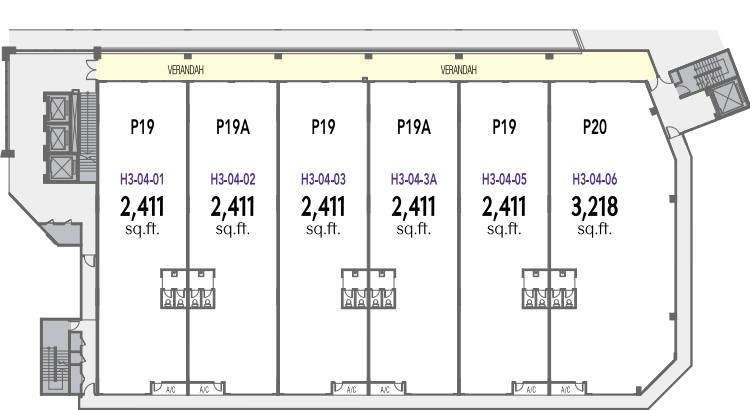 VERANDAH
VERANDAH
P19
P19A
P19
P19A
P19
P20
H3-04-01
H3-04-02
H3-04-03
H3-04-3A
H3-04-05
H3-04-06
2,411
2,411
2,411
2,411
2,411
3,218
sq.ft.
sq.ft.
sq.ft.
sq.ft.
sq.ft.
sq.ft.
A/C
A/C
A/C
A/C
A/C
A/C